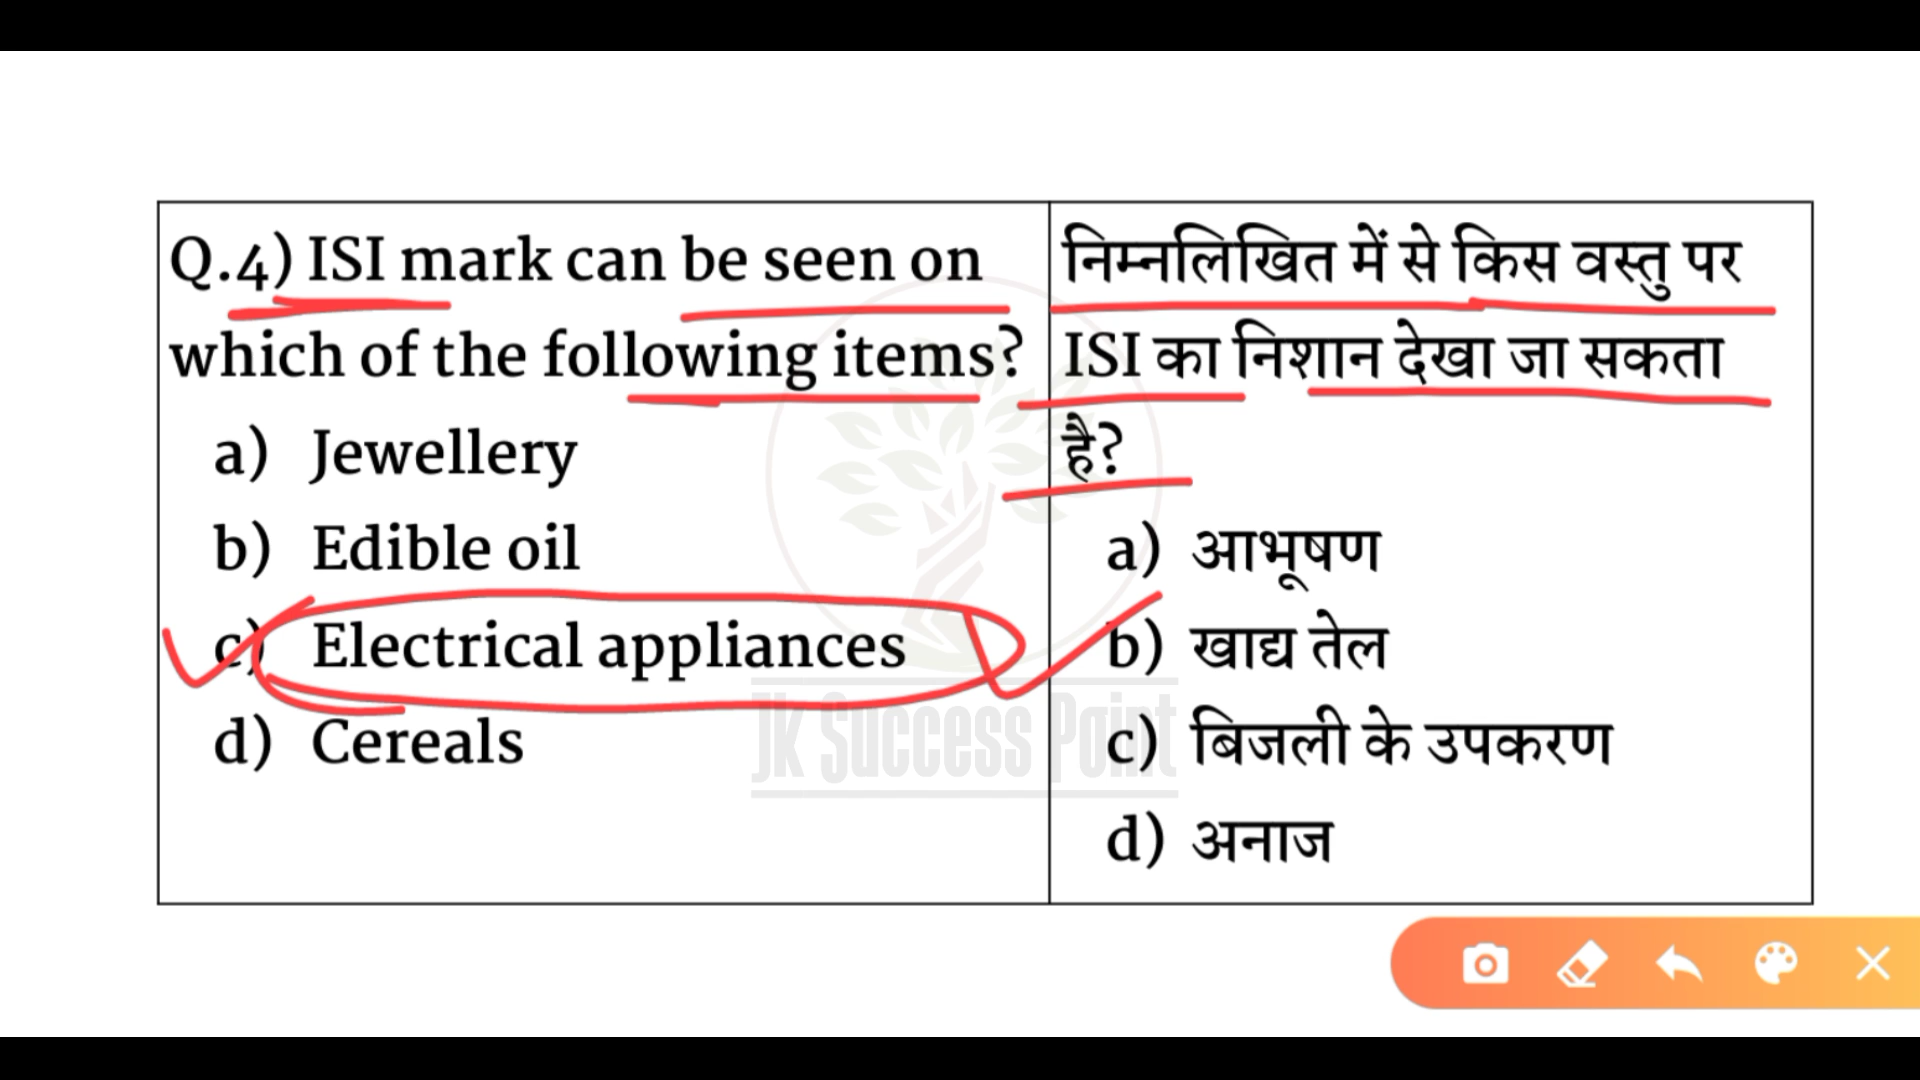 Q.4) ISI mark can be seen on
which of the following items?
a) Jewellery
b) Edible oil
c) Electrical appliances
d) Cereals
निम्नलिखित में से किस वस्तु पर
ISI का निशान देखा जा सकता
है?
a) आभूषण
b) खाद्य तेल
c) बिजली के उपकरण
d) अनाज
Jk Success Point